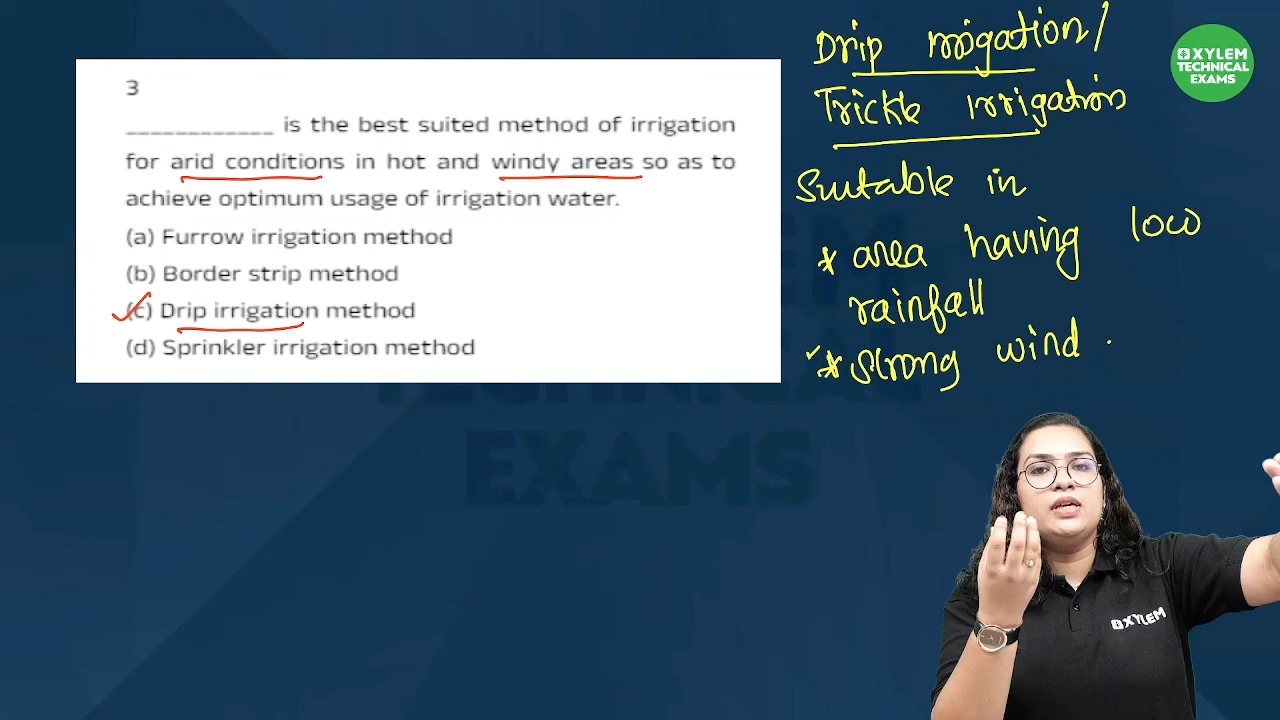 3
____________ is the best suited method of irrigation
for arid conditions in hot and windy areas so as to
achieve optimum usage of irrigation water.
(a) Furrow irrigation method
(b) Border strip method
(c) Drip irrigation method
(d) Sprinkler irrigation method
Drip irrigation/
Trickle irrigation
Suitable in
* area having low
rainfall
* strong wind.
XYLEM
TECHNICAL
EXAMS
TECHNICAL
EXAMS
XYLEM